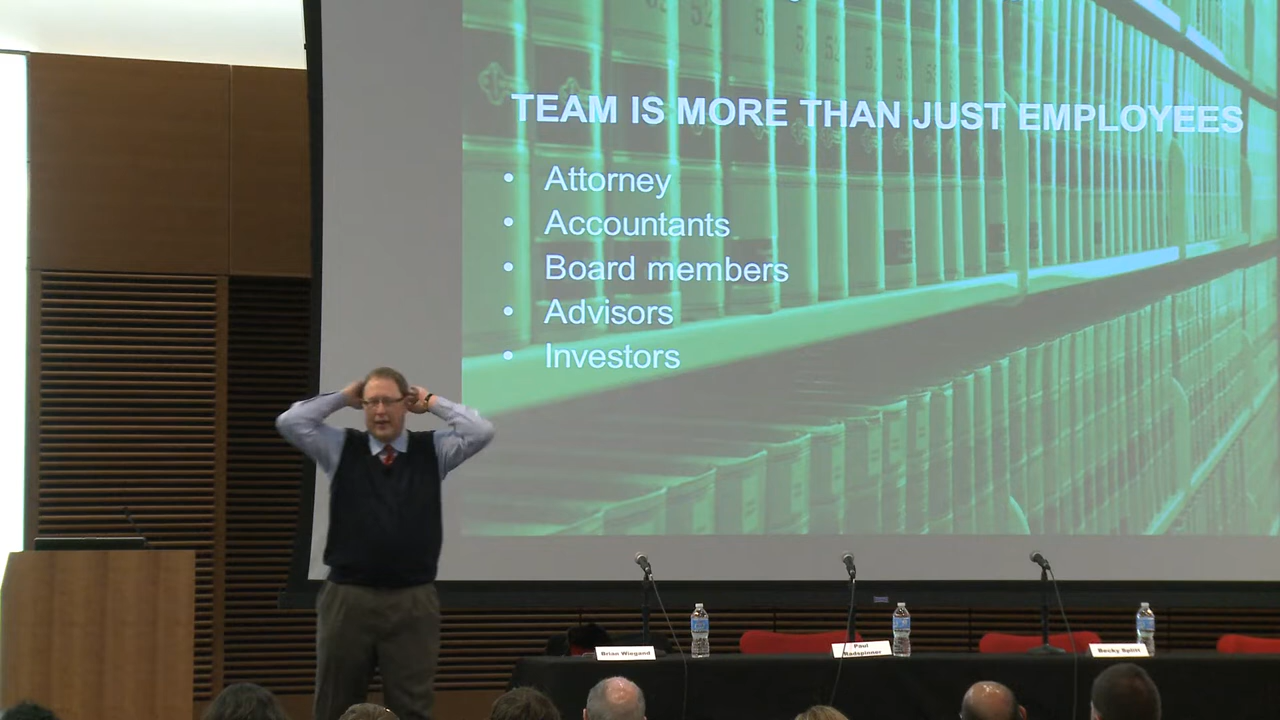 TEAM IS MORE THAN JUST EMPLOYEES
• Attorney
• Accountants
• Board members
• Advisors
• Investors
Brian Wiegand
Paul
Radspinner
Becky Splitt